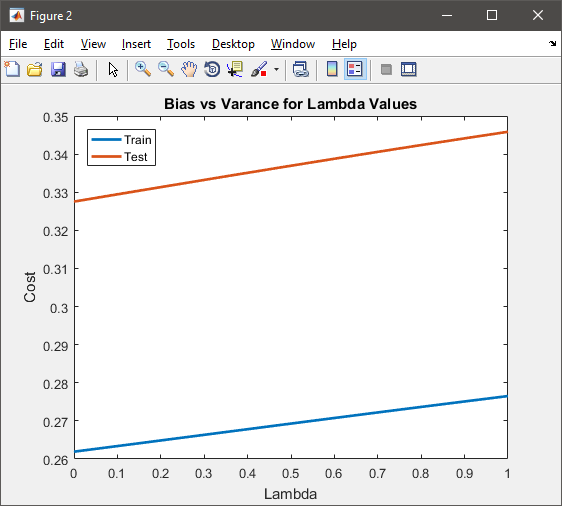 Figure 2
File Edit View Insert Tools Desktop Window Help
Bias vs Varance for Lambda Values
Train
Test
0.35
0.34
0.33
0.32
0.31
0.3
0.29
0.28
0.27
0.26
Cost
0 0.1 0.2 0.3 0.4 0.5 0.6 0.7 0.8 0.9 1
Lambda